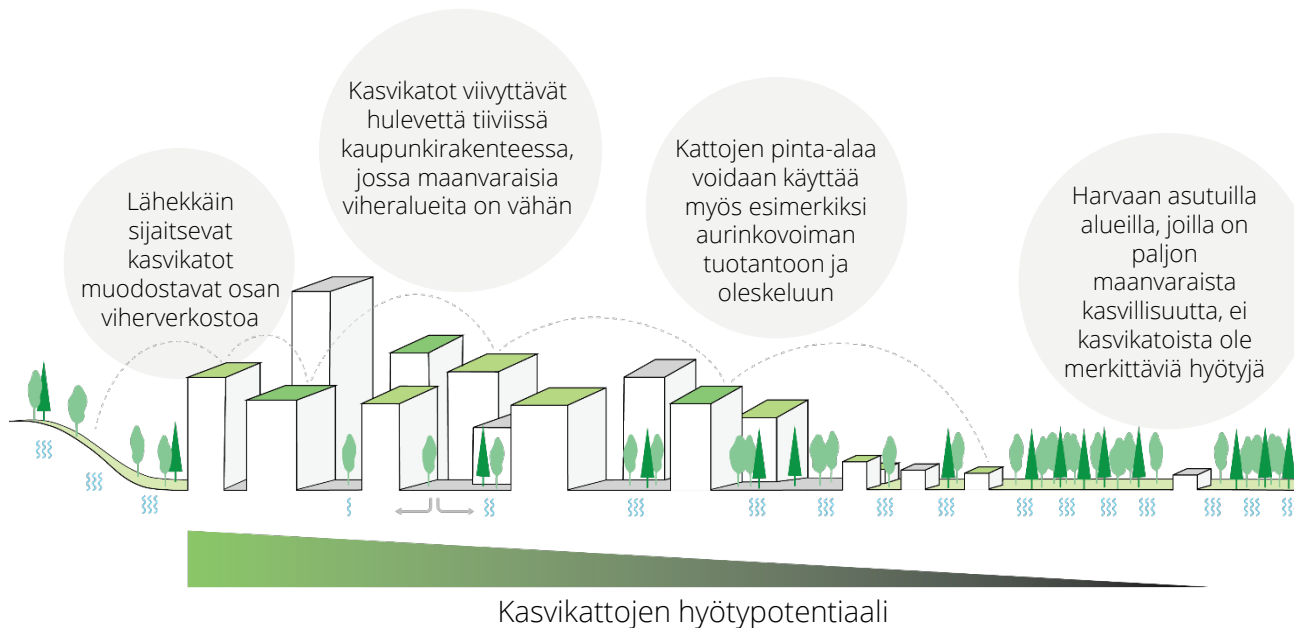 Lähekkäin
sijaitsevat
kasvikatot
muodostavat osan
viherverkostoa
Kasvikatot viivyttävät
hulevettä tiiviissä
kaupunkirakenteessa,
jossa maanvaraisia
viheralueita on vähän
Kattojen pinta-alaa
voidaan käyttää
myös esimerkiksi
aurinkovoiman
tuotantoon ja
oleskeluun
Harvaan asutuilla
alueilla, joilla on
paljon
maanvaraista
kasvillisuutta, ei
kasvikatoista ole
merkittäviä hyötyjä
Kasvikattojen hyötypotentiaali